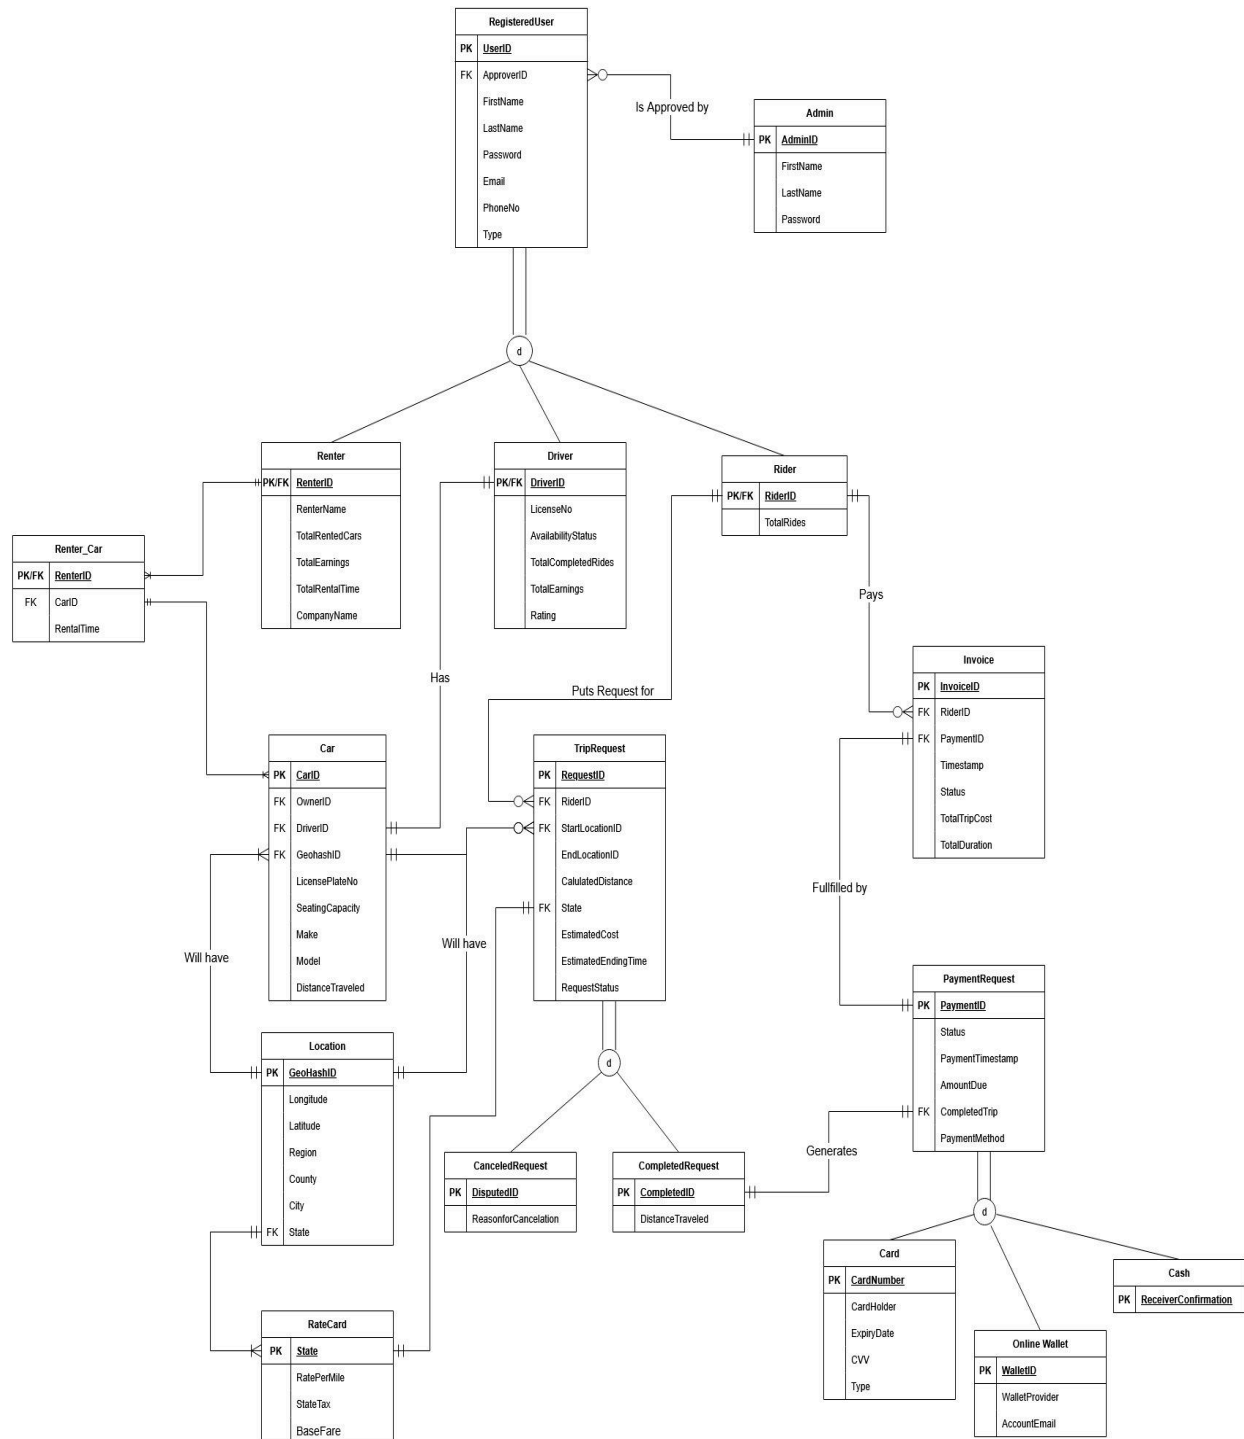 RegisteredUser
PK UserID
FK ApproverID
FirstName
LastName
Password
Email
PhoneNo
Type
Is Approved by
Admin
PK AdminID
FirstName
LastName
Password
d
Renter
PK/FK RenterID
RenterName
TotalRentedCars
TotalEarnings
TotalRentalTime
CompanyName
Driver
PK/FK DriverID
LicenseNo
AvailabilityStatus
TotalCompletedRides
TotalEarnings
Rating
Rider
PK/FK RiderID
TotalRides
Renter_Car
PK/FK RenterID
FK CarID
RentalTime
Pays
Has
Puts Request for
Invoice
PK InvoiceID
FK RiderID
FK PaymentID
Timestamp
Status
TotalTripCost
TotalDuration
Car
PK CarID
FK OwnerID
FK DriverID
FK GeohashID
LicensePlateNo
SeatingCapacity
Make
Model
DistanceTraveled
TripRequest
PK RequestID
FK RiderID
FK StartLocationID
EndLocationID
CalulatedDistance
FK State
EstimatedCost
EstimatedEndingTime
RequestStatus
Fullfilled by
Will have
Will have
PaymentRequest
PK PaymentID
Status
PaymentTimestamp
AmountDue
FK CompletedTrip
PaymentMethod
Location
PK GeoHashID
Longitude
Latitude
Region
County
City
FK State
d
Generates
CanceledRequest
PK DisputedID
ReasonforCancelation
CompletedRequest
PK CompletedID
DistanceTraveled
d
Card
PK CardNumber
CardHolder
ExpiryDate
CVV
Type
Cash
PK ReceiverConfirmation
Online Wallet
PK WalletID
WalletProvider
AccountEmail
RateCard
PK State
RatePerMile
StateTax
BaseFare